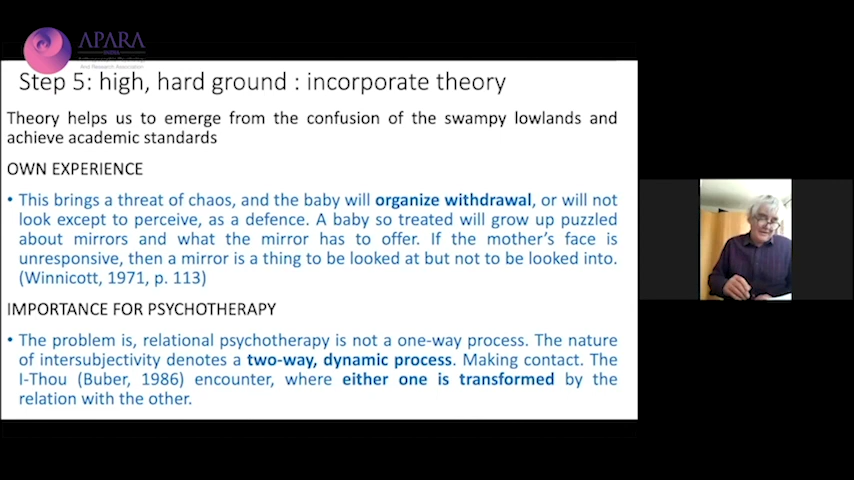 APARA
And Research Association
Step 5: high, hard ground : incorporate theory
Theory helps us to emerge from the confusion of the swampy lowlands and
achieve academic standards
OWN EXPERIENCE
• This brings a threat of chaos, and the baby will organize withdrawal, or will not
look except to perceive, as a defence. A baby so treated will grow up puzzled
about mirrors and what the mirror has to offer. If the mother's face is
unresponsive, then a mirror is a thing to be looked at but not to be looked into.
(Winnicott, 1971, p. 113)
IMPORTANCE FOR PSYCHOTHERAPY
• The problem is, relational psychotherapy is not a one-way process. The nature
of intersubjectivity denotes a two-way, dynamic process. Making contact. The
I-Thou (Buber, 1986) encounter, where either one is transformed by the
relation with the other.